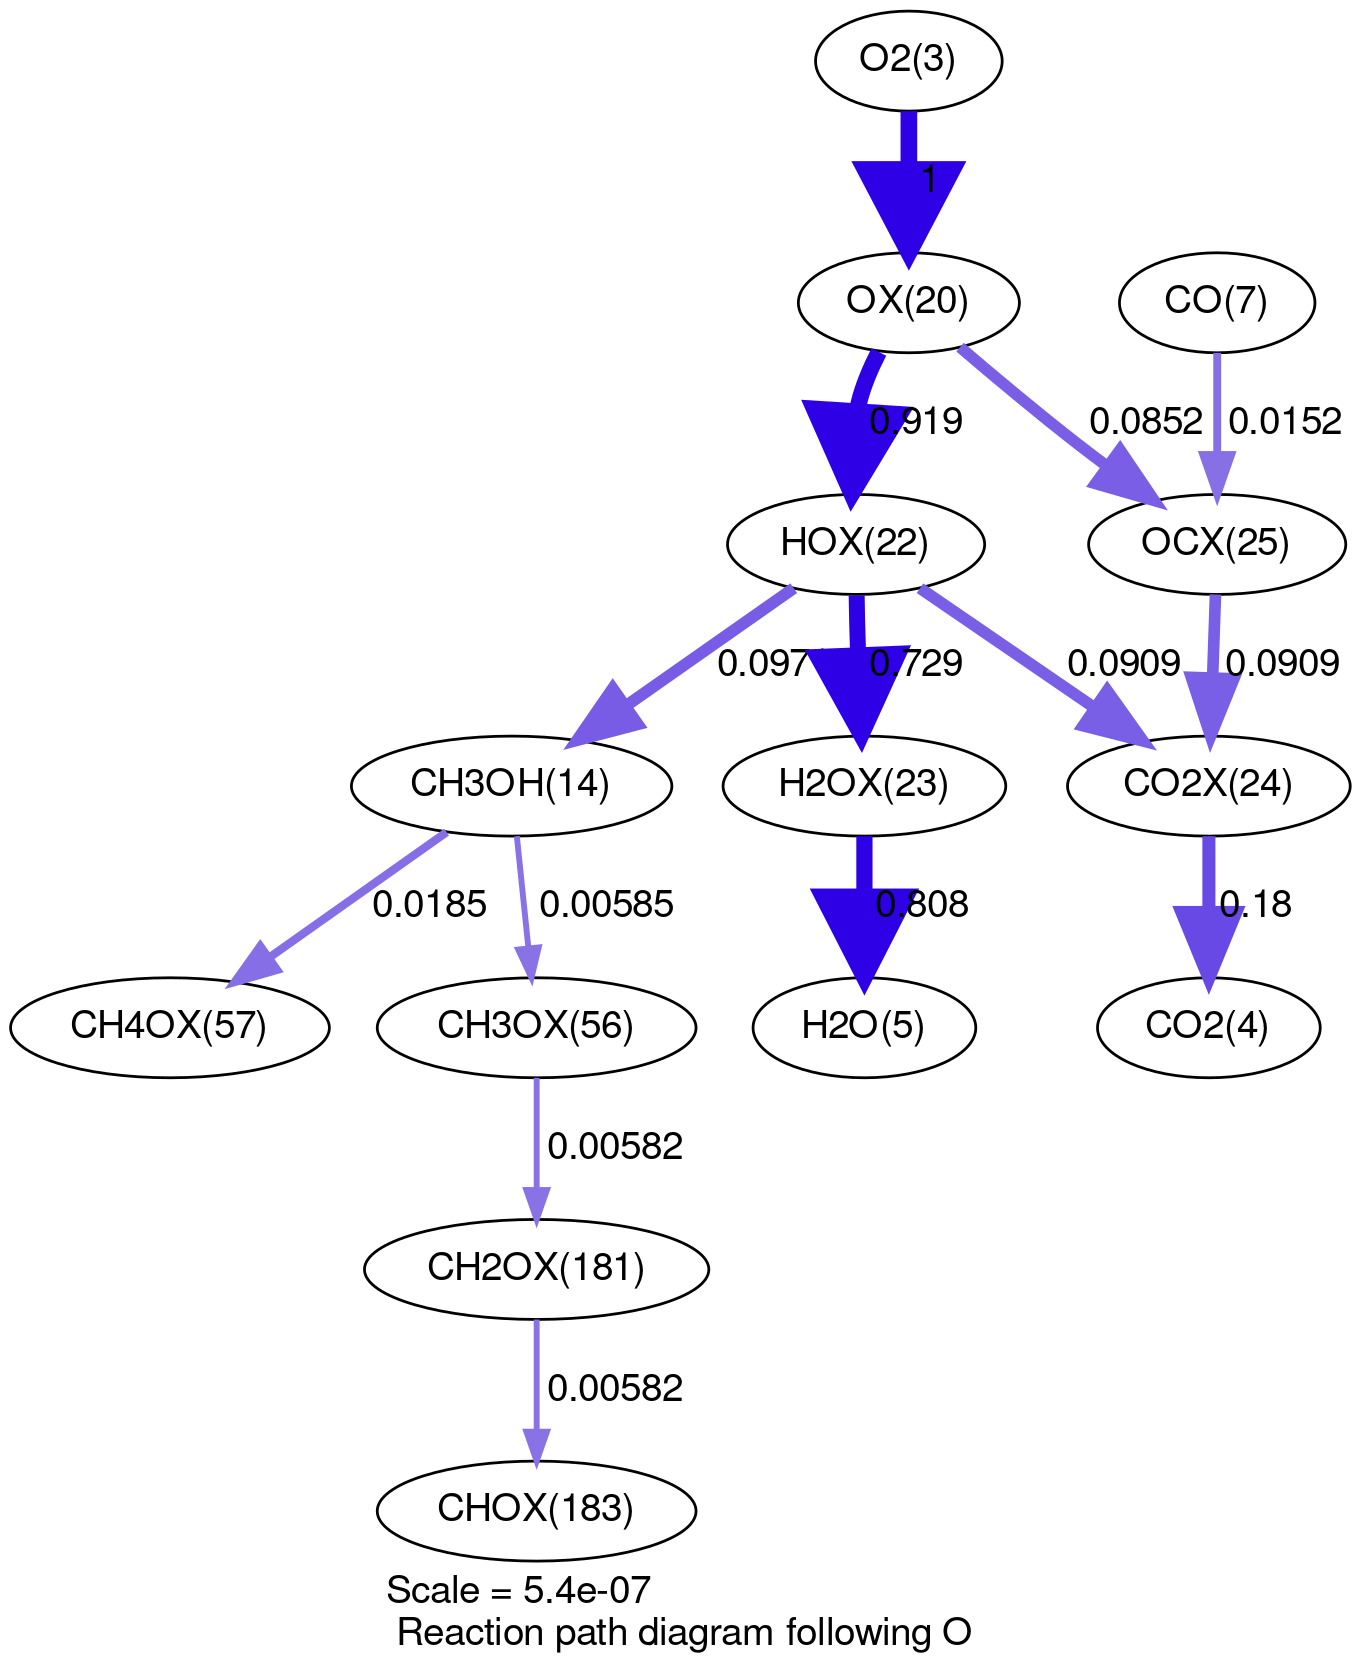 O2(3)
1
OX(20)
CO(7)
0.919
0.0852
0.0152
HOX(22)
OCX(25)
0.097
0.729
0.0909
0.0909
CH3OH(14)
H2OX(23)
CO2X(24)
0.0185
0.00585
0.808
0.18
CH4OX(57)
CH3OX(56)
H2O(5)
CO2(4)
0.00582
CH2OX(181)
0.00582
CHOX(183)
Scale = 5.4e-07
Reaction path diagram following O